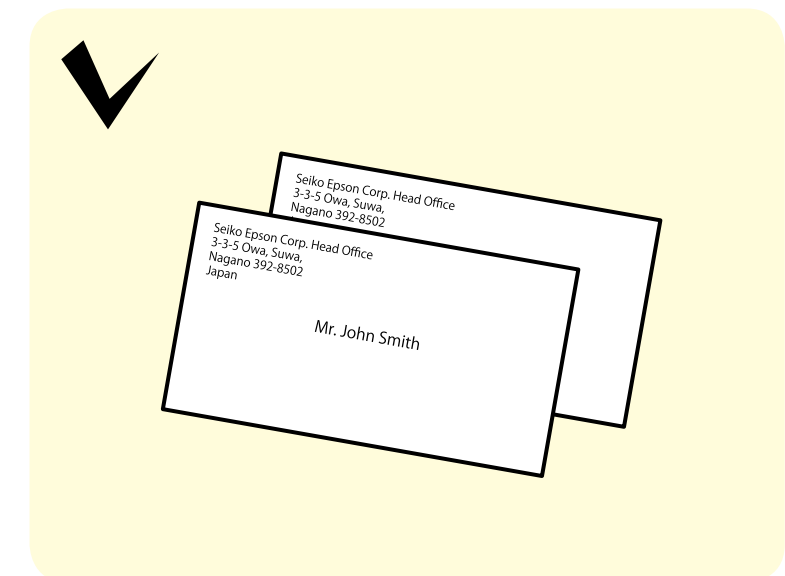 Seiko Epson Corp. Head Office
3-3-5 Owa, Suwa,
Nagano 392-8502
Seiko Epson Corp. Head Office
3-3-5 Owa, Suwa,
Nagano 392-8502
Japan
Mr. John Smith